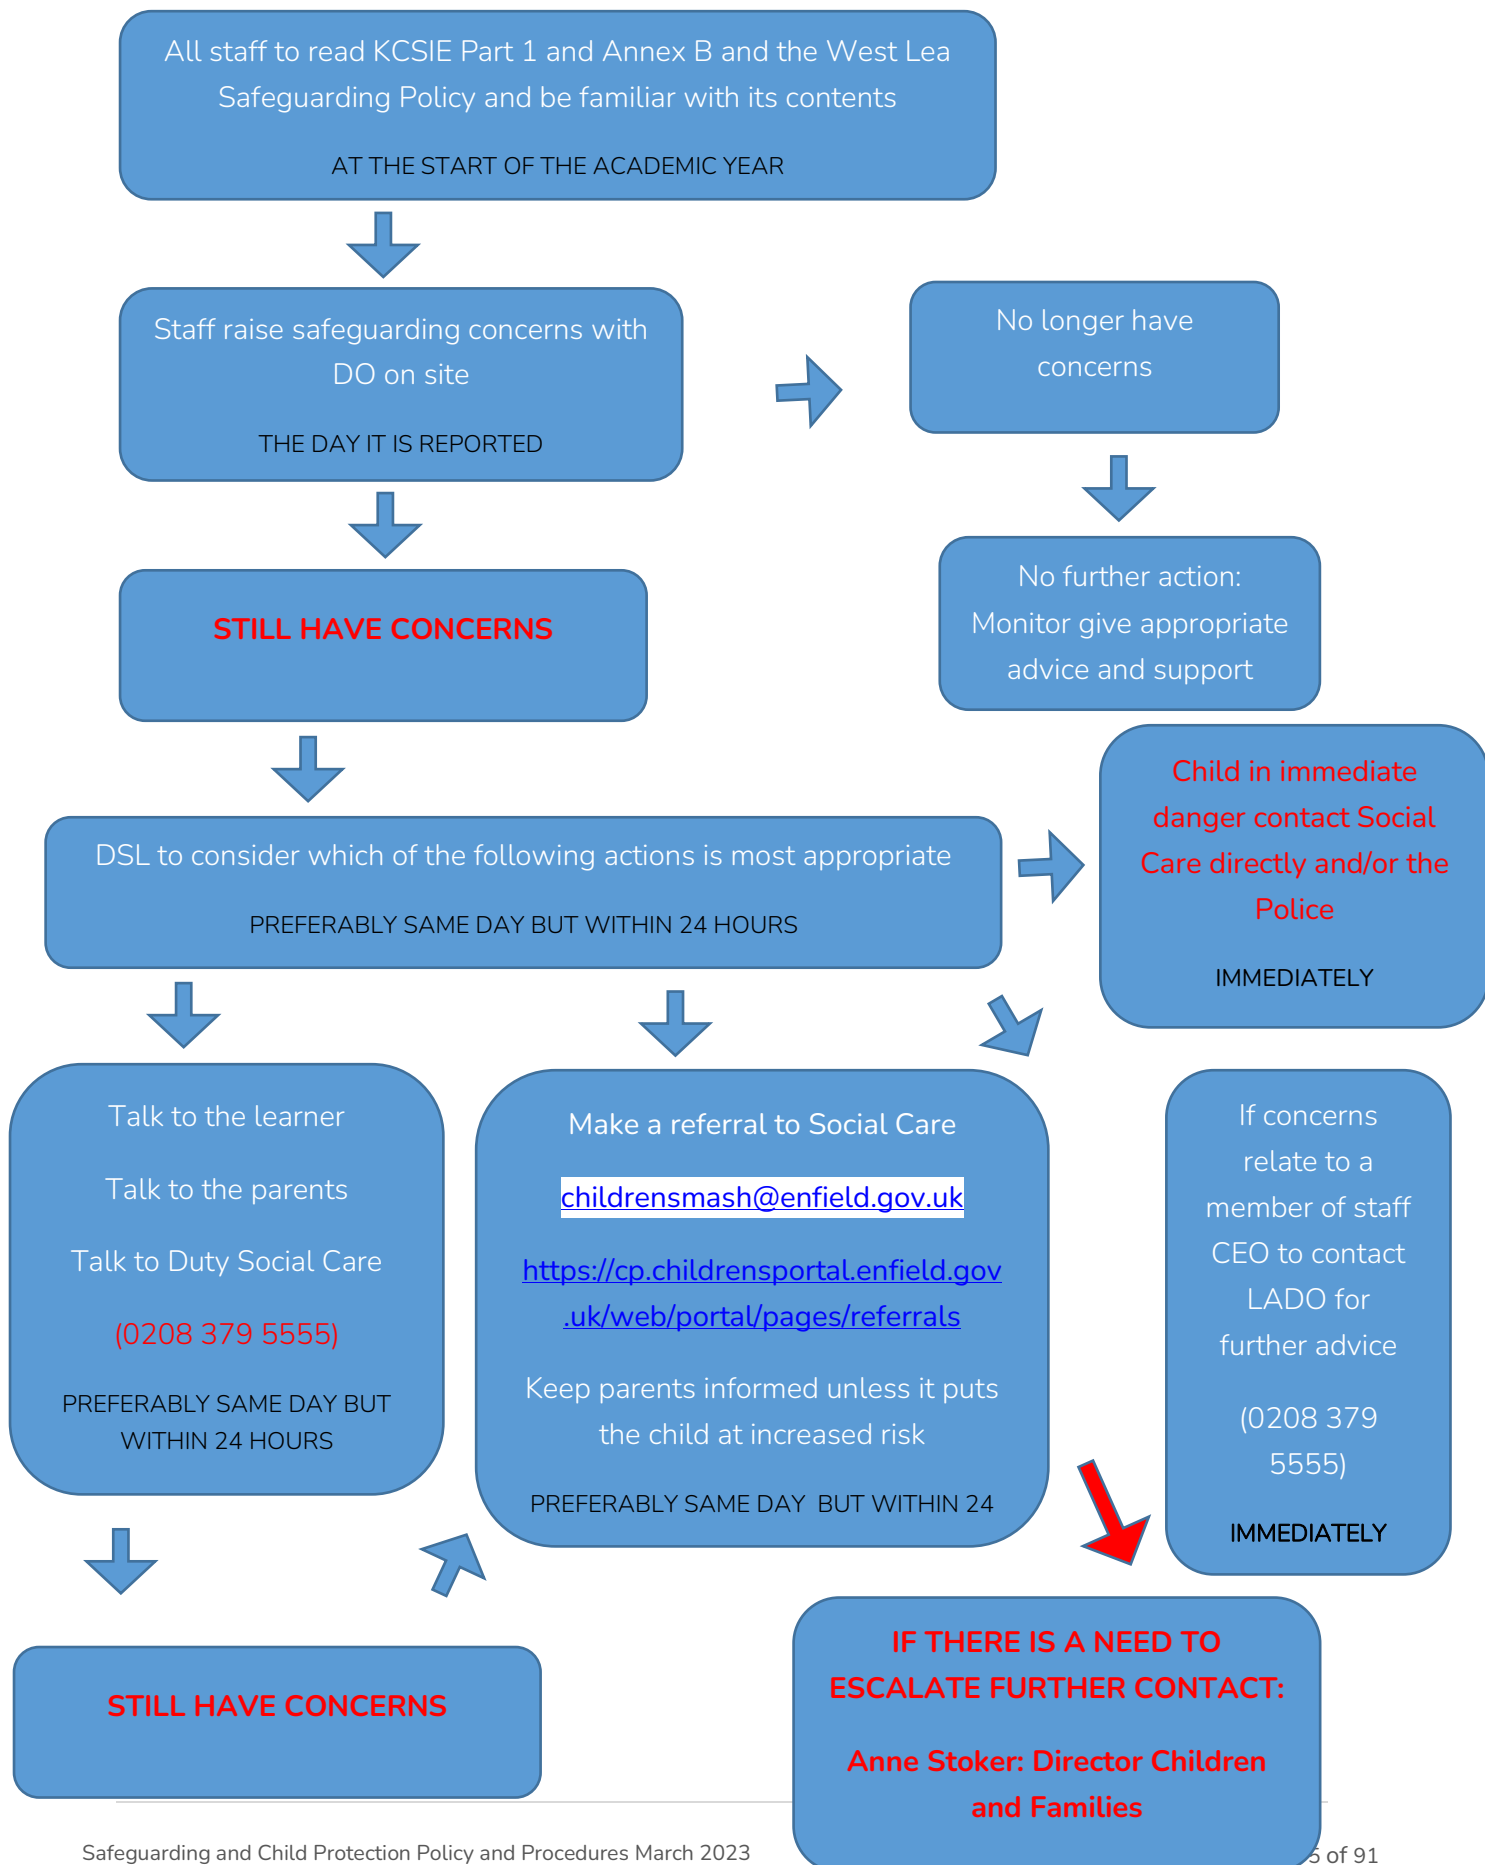 All staff to read KCSIE Part 1 and Annex B and the West Lea
Safeguarding Policy and be familiar with its contents
AT THE START OF THE ACADEMIC YEAR
Staff raise safeguarding concerns with
DO on site
THE DAY IT IS REPORTED
No longer have
concerns
No further action:
Monitor give appropriate
advice and support
STILL HAVE CONCERNS
DSL to consider which of the following actions is most appropriate
PREFERABLY SAME DAY BUT WITHIN 24 HOURS
Child in immediate
danger contact Social
Care directly and/or the
Police
IMMEDIATELY
Talk to the learner
Talk to the parents
Talk to Duty Social Care
(0208 379 5555)
PREFERABLY SAME DAY BUT
WITHIN 24 HOURS
Make a referral to Social Care
childrensmash@enfield.gov.uk
https://cp.childrensportal.enfield.gov
.uk/web/portal/pages/referrals
Keep parents informed unless it puts
the child at increased risk
PREFERABLY SAME DAY  BUT WITHIN 24
If concerns
relate to a
member of staff
CEO to contact
LADO for
further advice
(0208 379
5555)
IMMEDIATELY
STILL HAVE CONCERNS
IF THERE IS A NEED TO
ESCALATE FURTHER CONTACT:
Anne Stoker: Director Children
and Families
Safeguarding and Child Protection Policy and Procedures March 2023
of 91